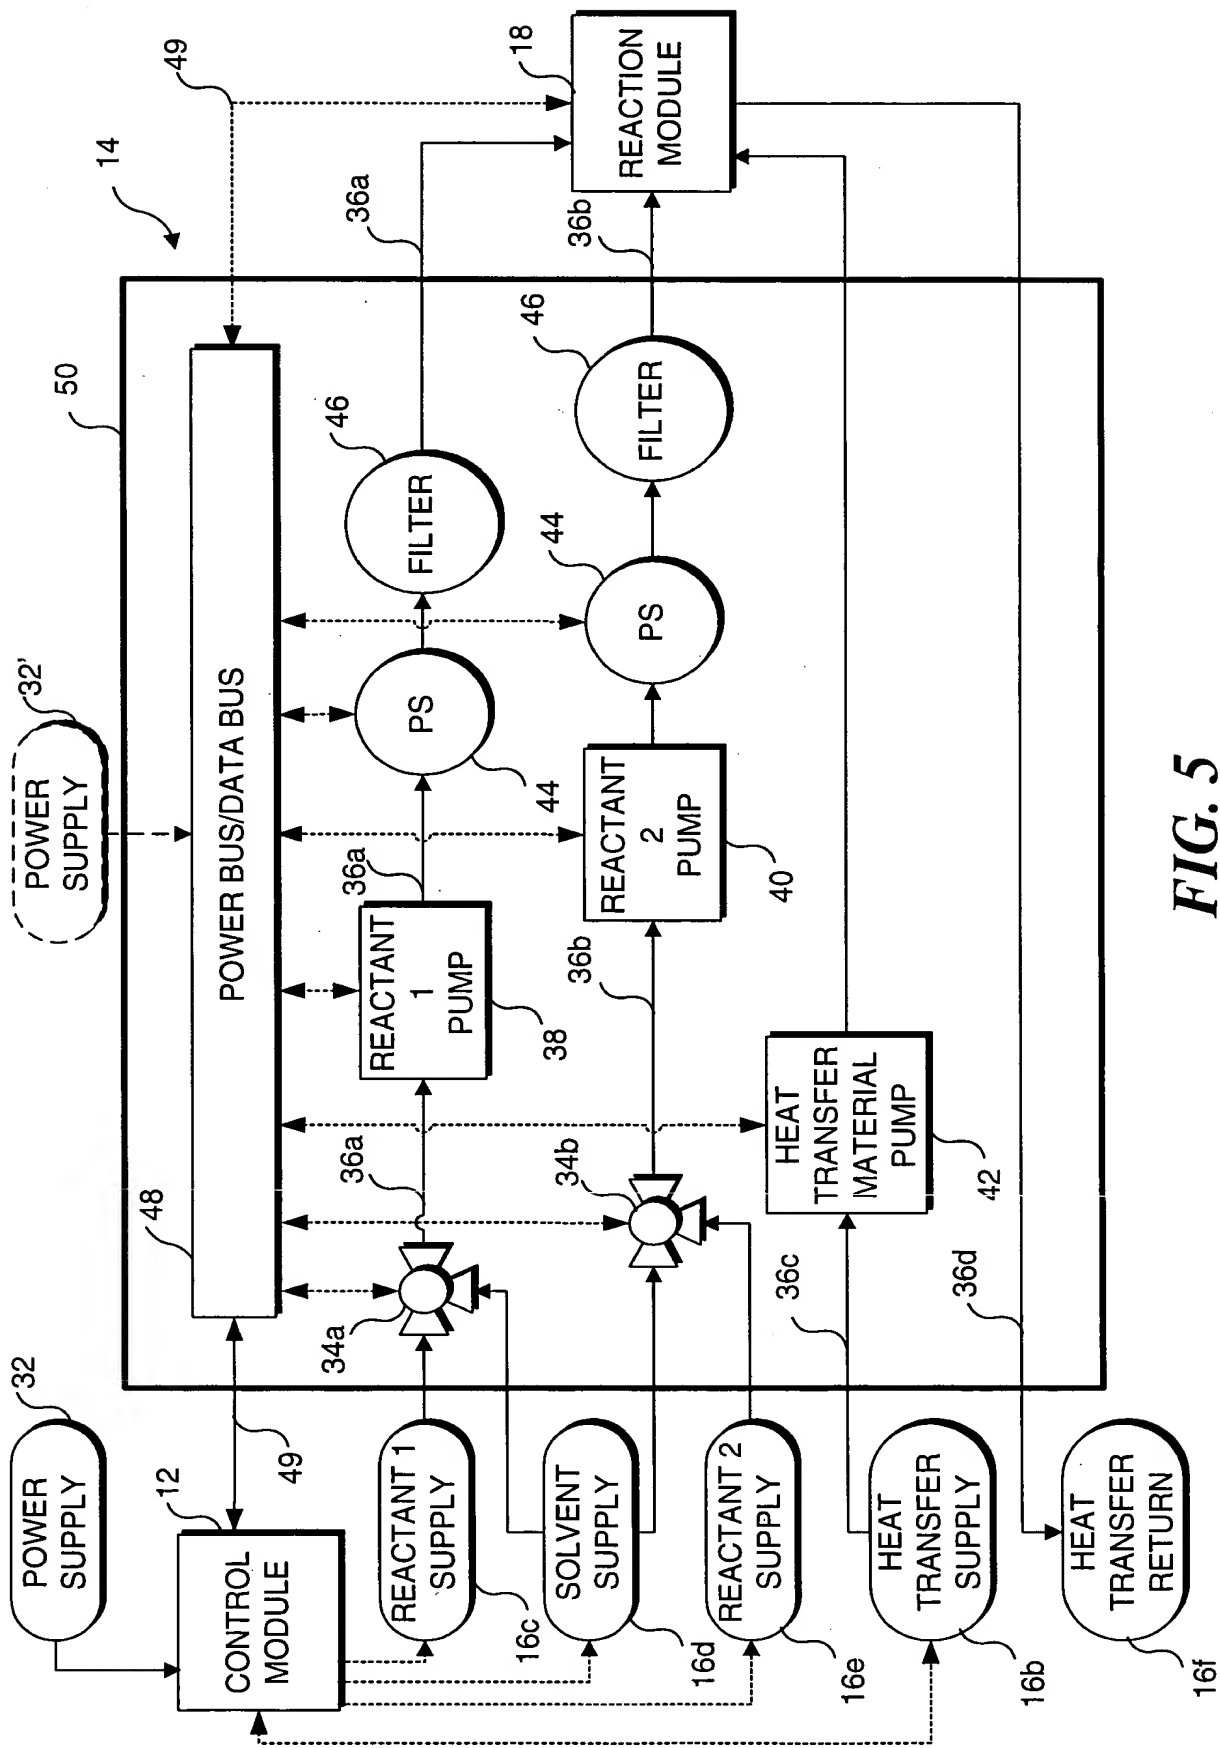 14
49
18
REACTION
MODULE
36a
36b
50
32'
POWER
SUPPLY
48
POWER BUS/DATA BUS
46
FILTER
46
FILTER
44
PS
44
PS
36a
REACTANT
1
PUMP
38
36b
REACTANT
2
PUMP
40
36a
34a
34b
HEAT
TRANSFER
MATERIAL
PUMP
42
36c
36d
32
POWER
SUPPLY
12
CONTROL
MODULE
49
REACTANT 1
SUPPLY
16c
SOLVENT
SUPPLY
16d
REACTANT 2
SUPPLY
16e
HEAT
TRANSFER
SUPPLY
16b
HEAT
TRANSFER
RETURN
16f
FIG. 5